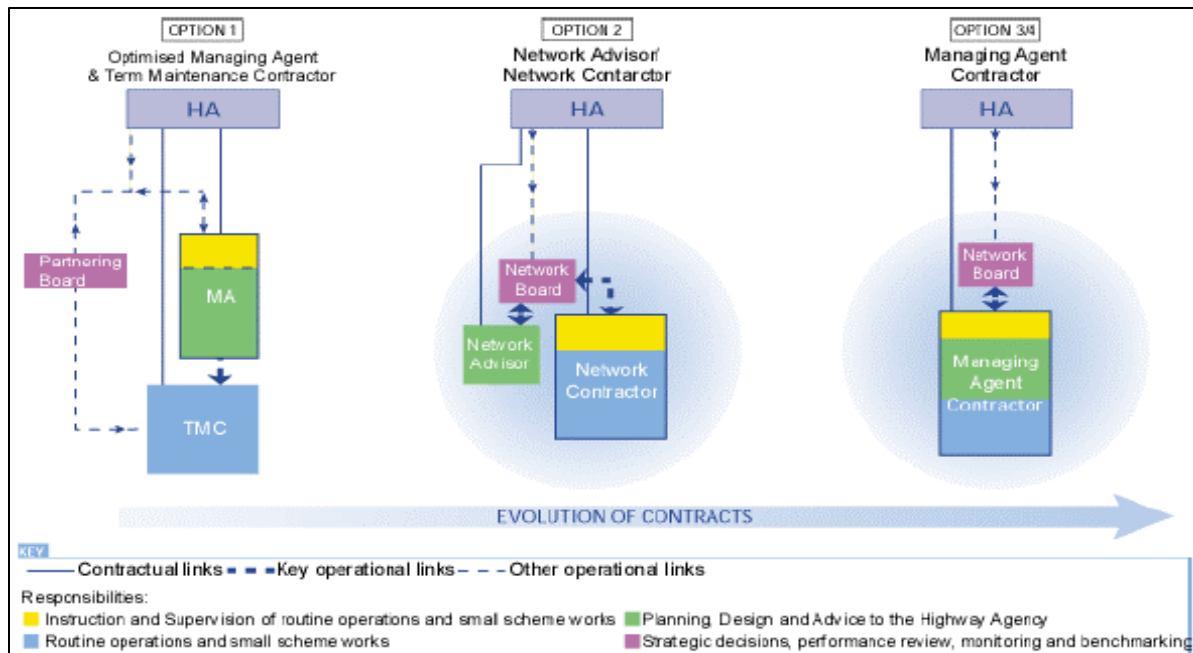 OPTION 1
Optimised Managing Agent
& Term Maintenance Contractor
HA
Partnering
Board
MA
TMC
OPTION 2
Network Advisor/
Network Contarctor
HA
Network
Board
Network
Advisor
Network
Contractor
OPTION 3/4
Managing Agent
Contractor
HA
Network
Board
Managing
Agent
Contractor
EVOLUTION OF CONTRACTS
KEY
Contractual links
Key operational links
Other operational links
Responsibilities:
Instruction and Supervision of routine operations and small scheme works
Planning, Design and Advice to the Highway Agency
Routine operations and small scheme works
Strategic decisions, performance review, monitoring and benchmarking